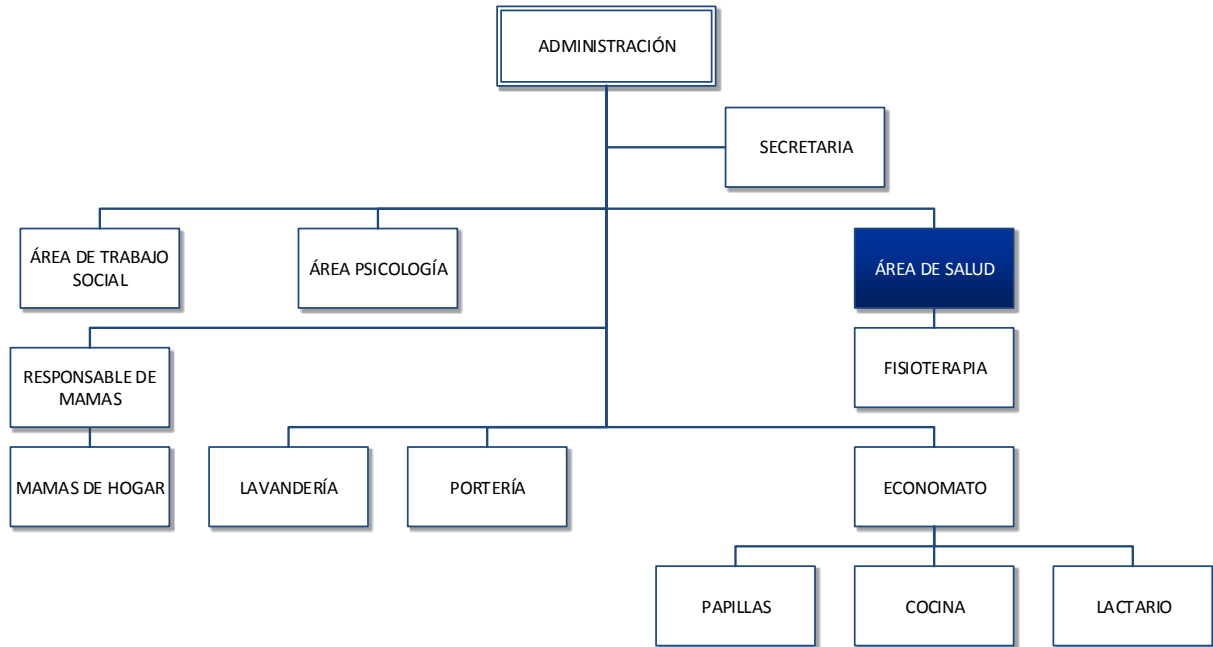 ADMINISTRACIÓN
SECRETARIA
ÁREA DE TRABAJO
SOCIAL
ÁREA PSICOLOGÍA
ÁREA DE SALUD
RESPONSABLE DE
MAMAS
FISIOTERAPIA
MAMAS DE HOGAR
LAVANDERÍA
PORTERÍA
ECONOMATO
PAPILLAS
COCINA
LACTARIO